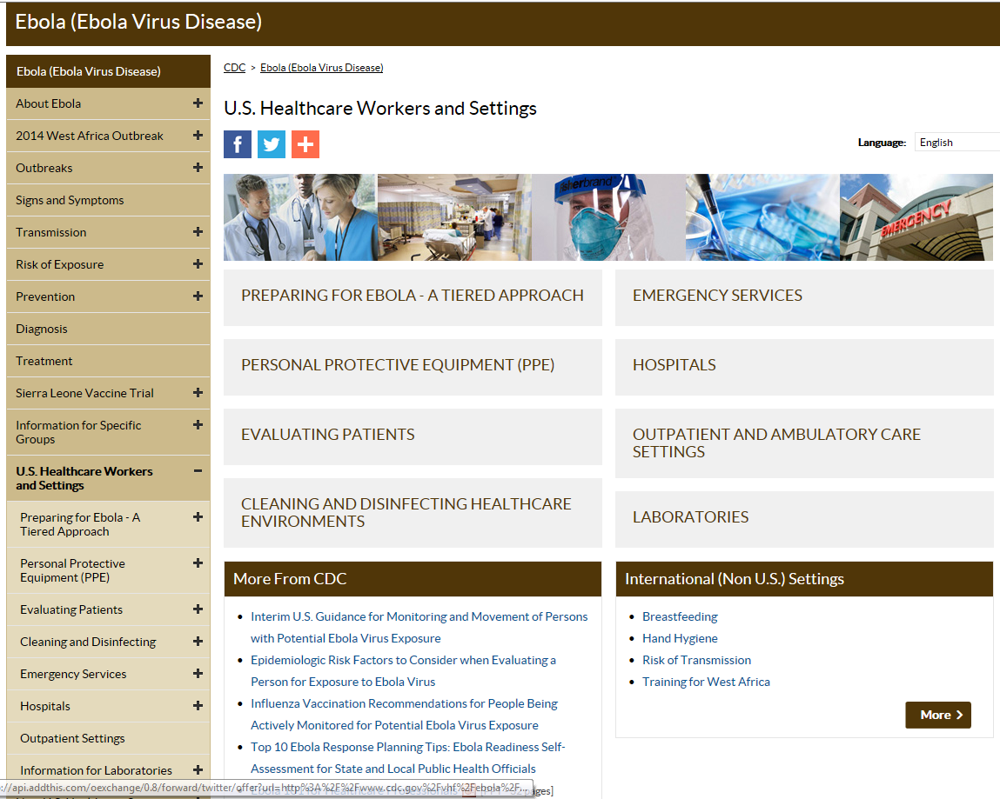 Ebola (Ebola Virus Disease)
Ebola (Ebola Virus Disease)
About Ebola
2014 West Africa Outbreak
Outbreaks
Signs and Symptoms
Transmission
Risk of Exposure
Prevention
Diagnosis
Treatment
Sierra Leone Vaccine Trial
Information for Specific
Groups
U.S. Healthcare Workers
and Settings
Preparing for Ebola - A
Tiered Approach
Personal Protective
Equipment (PPE)
Evaluating Patients
Cleaning and Disinfecting
Emergency Services
Hospitals
Outpatient Settings
Information for Laboratories
CDC > Ebola (Ebola Virus Disease)
U.S. Healthcare Workers and Settings
Language: English
fisherbrand
EMERGENCY
PREPARING FOR EBOLA - A TIERED APPROACH
PERSONAL PROTECTIVE EQUIPMENT (PPE)
EVALUATING PATIENTS
CLEANING AND DISINFECTING HEALTHCARE
ENVIRONMENTS
EMERGENCY SERVICES
HOSPITALS
OUTPATIENT AND AMBULATORY CARE
SETTINGS
LABORATORIES
More From CDC
Interim U.S. Guidance for Monitoring and Movement of Persons
with Potential Ebola Virus Exposure
Epidemiologic Risk Factors to Consider when Evaluating a
Person for Exposure to Ebola Virus
Influenza Vaccination Recommendations for People Being
Actively Monitored for Potential Ebola Virus Exposure
Top 10 Ebola Response Planning Tips: Ebola Readiness Self-
Assessment for State and Local Public Health Officials
International (Non U.S.) Settings
Breastfeeding
Hand Hygiene
Risk of Transmission
Training for West Africa
More
://api.addthis.com/oexchange/0.8/forward/twitter/offer?url=http%3A%2F%2Fwww.cdc.gov%2Fvhf%2Febola%2F...